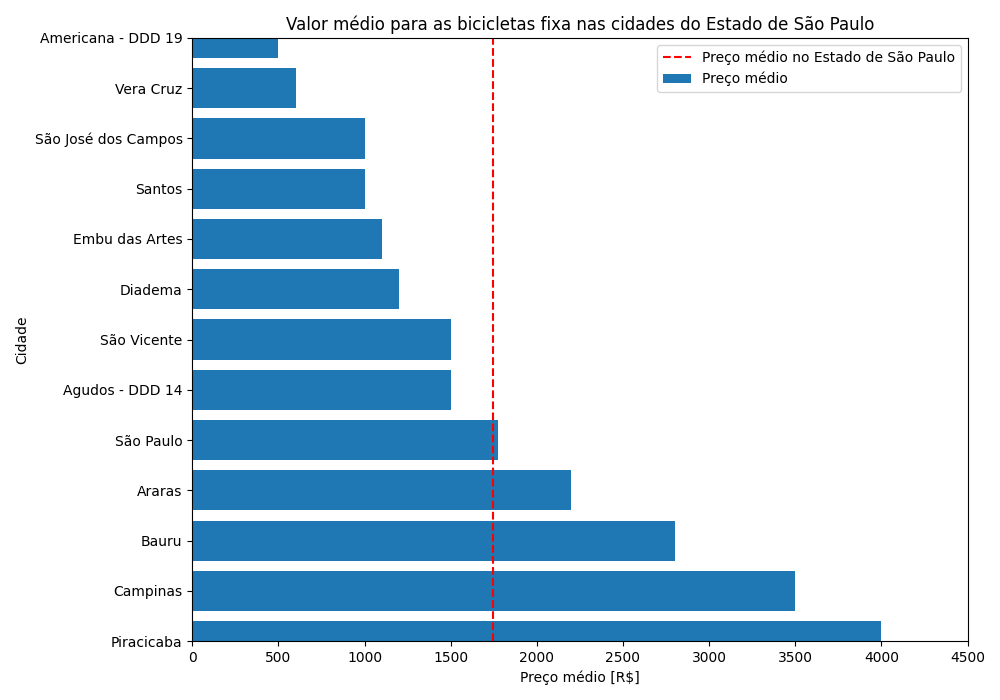 Valor médio para as bicicletas fixa nas cidades do Estado de São Paulo
Preço médio no Estado de São Paulo
Preço médio
Cidade
Americana - DDD 19
Vera Cruz
São José dos Campos
Santos
Embu das Artes
Diadema
São Vicente
Agudos - DDD 14
São Paulo
Araras
Bauru
Campinas
Piracicaba
0 500 1000 1500 2000 2500 3000 3500 4000 4500
Preço médio [R$]